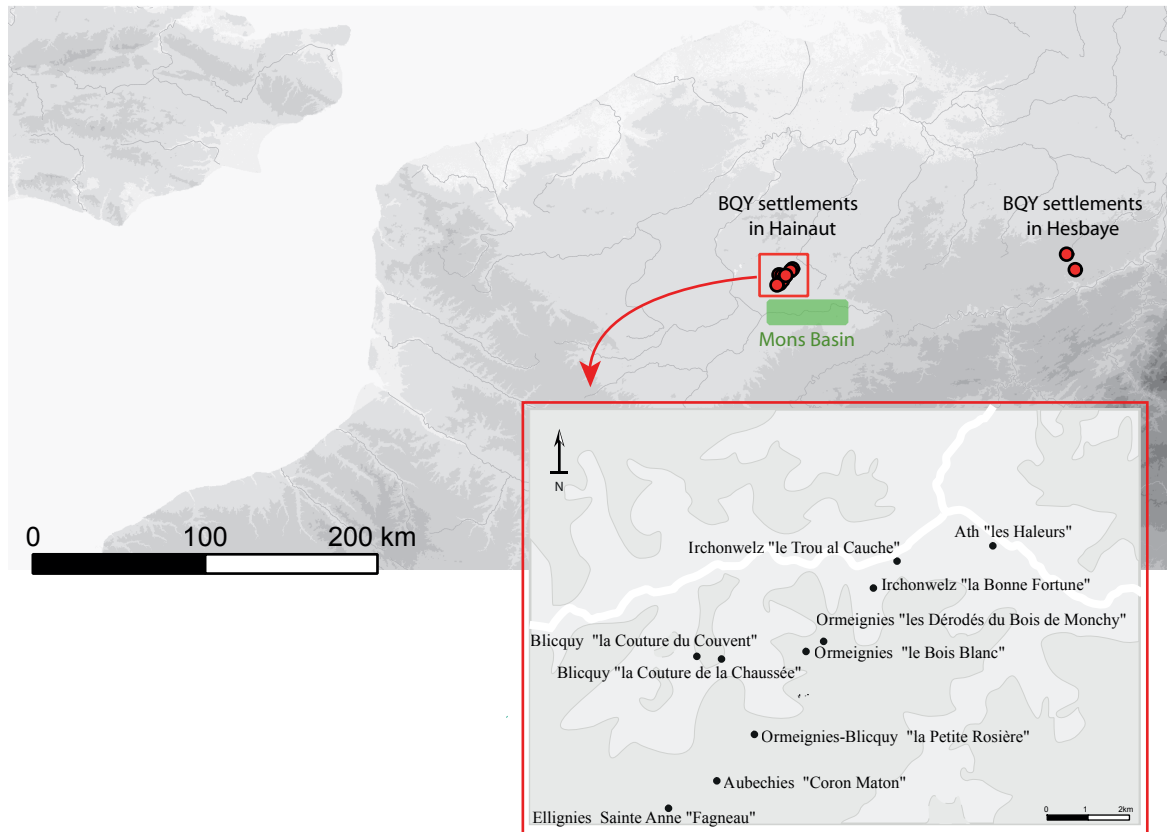 BQY settlements
in Hainaut
BQY settlements
in Hesbaye
Mons Basin
0 100 200 km
N
Ath "les Haleurs"
Irchonwelz "le Trou al Cauche"
Irchonwelz "la Bonne Fortune"
Ormeignies "les Dérodés du Bois de Monchy"
Blicquy "la Couture du Couvent"
Ormeignies "le Bois Blanc"
Blicquy "la Couture de la Chaussée"
Ormeignies-Blicquy "la Petite Rosière"
Aubechies "Coron Maton"
Ellignies Sainte Anne "Fagneau"
0 1 2km